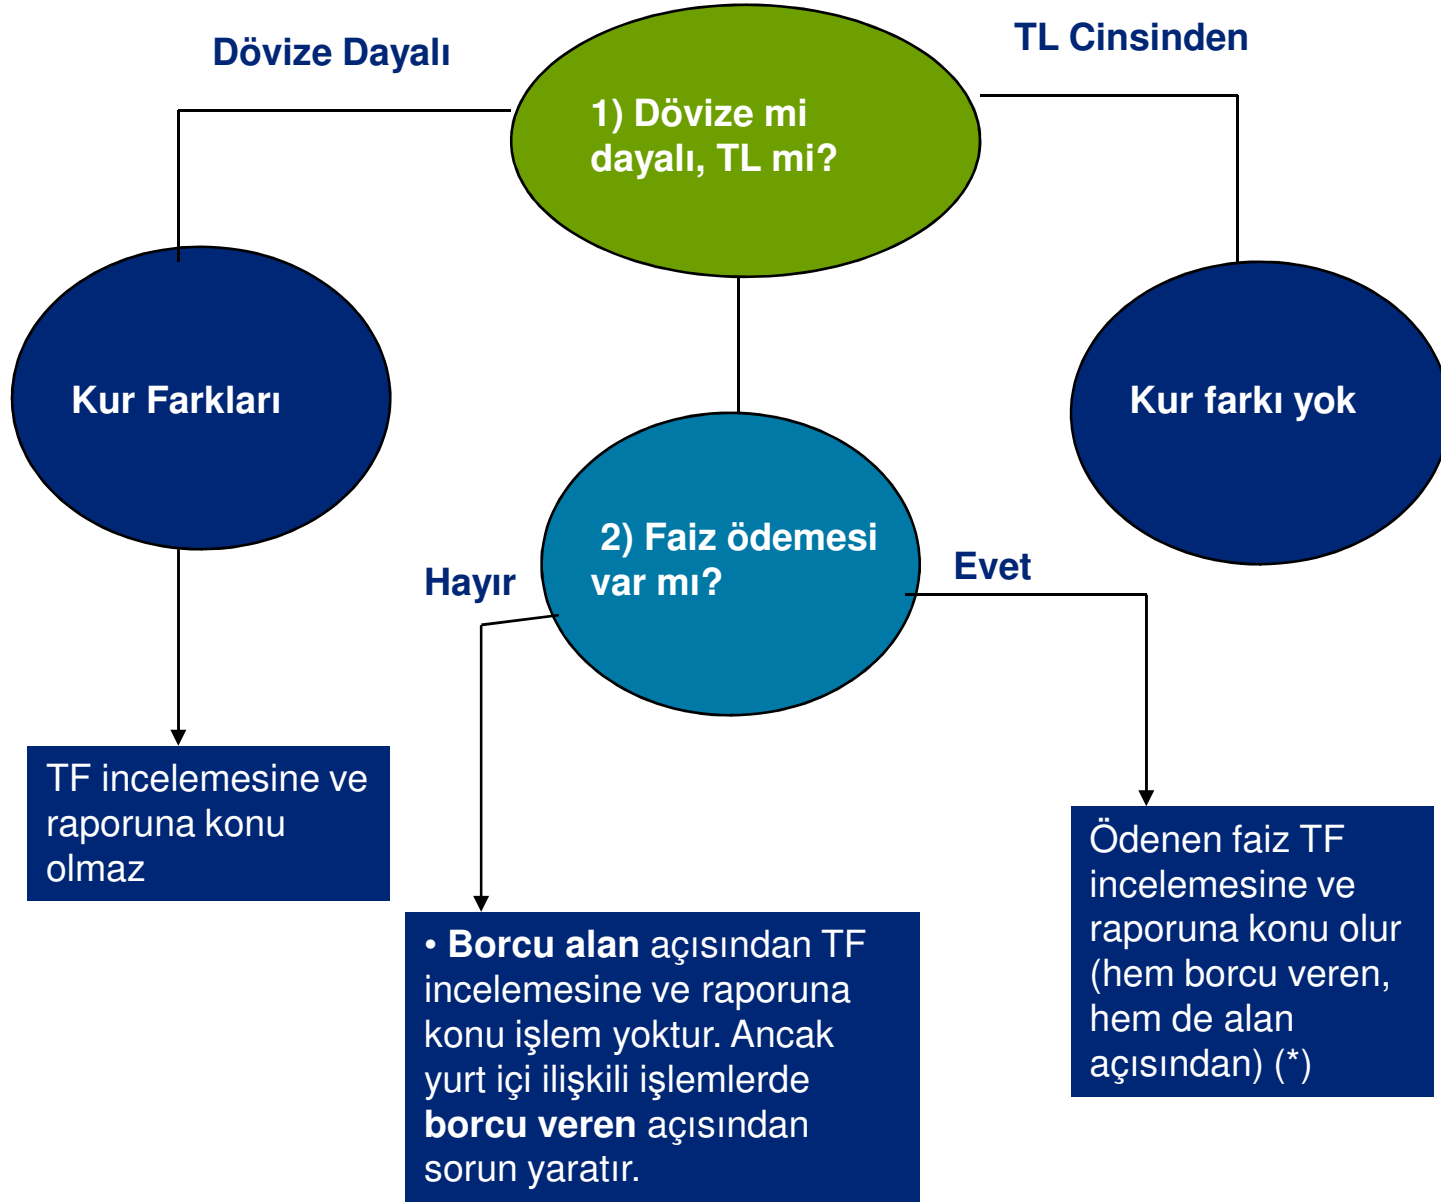 Dövize Dayalı
TL Cinsinden
1) Dövize mi
dayalı, TL mi?
Kur Farkları
Kur farkı yok
2) Faiz ödemesi
var mı?
Hayır
Evet
TF incelemesine ve
raporuna konu
olmaz
• Borcu alan açısından TF
incelemesine ve raporuna
konu işlem yoktur. Ancak
yurt içi ilişkili işlemlerde
borcu veren açısından
sorun yaratır.
Ödenen faiz TF
incelemesine ve
raporuna konu olur
(hem borcu veren,
hem de alan
açısından) (*)